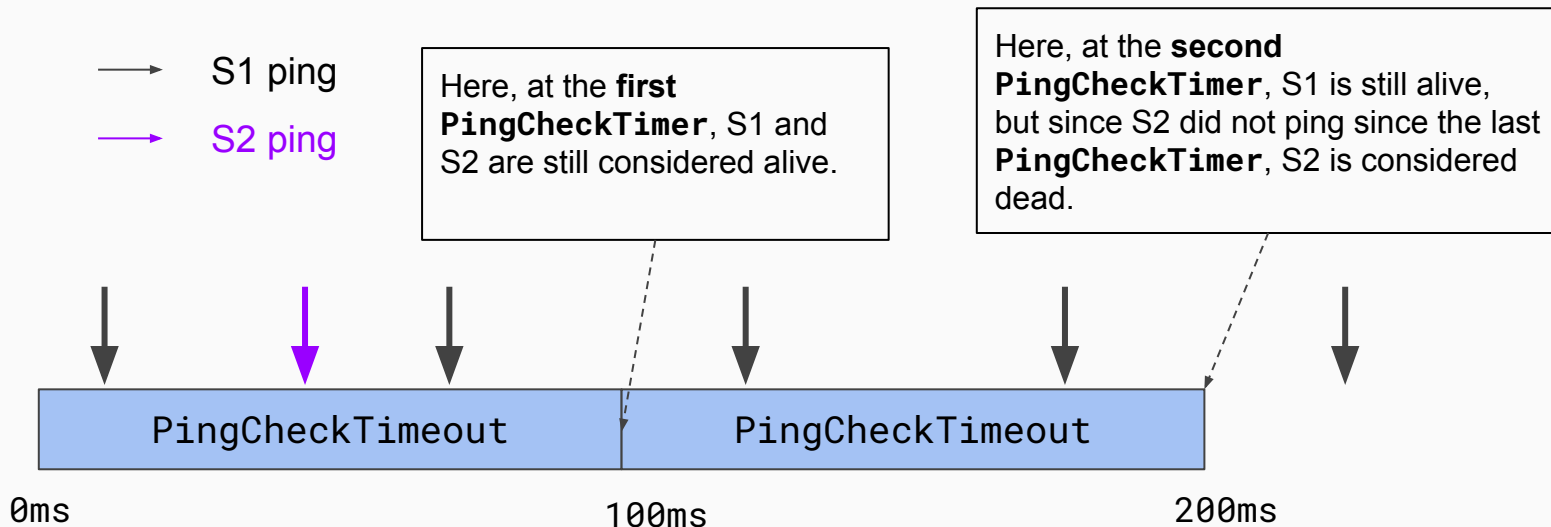 S1 ping
S2 ping
Here, at the first
PingCheckTimer, S1 and
S2 are still considered alive.
Here, at the second
PingCheckTimer, S1 is still alive,
but since S2 did not ping since the last
PingCheckTimer, S2 is considered
dead.
PingCheckTimeout
PingCheckTimeout
0ms
100ms
200ms